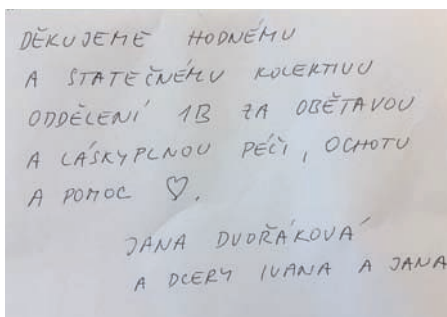 DĚKUJEME HODNÉMU
A STATEČNÉMU KOLEKTIVU
ODDĚLENÍ 1B ZA OBĚTAVOU
A LÁSKYPLNOU PÉČI, OCHOTU
A POMOC ♡.
JANA DVOŘÁKOVÁ
A DCERY IVANA A JANA